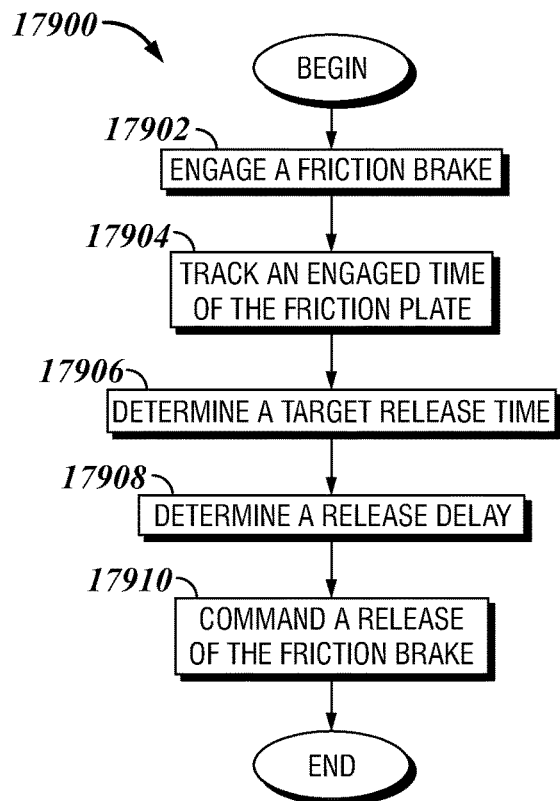 17900
BEGIN
17902
ENGAGE A FRICTION BRAKE
17904
TRACK AN ENGAGED TIME
OF THE FRICTION PLATE
17906
DETERMINE A TARGET RELEASE TIME
17908
DETERMINE A RELEASE DELAY
17910
COMMAND A RELEASE
OF THE FRICTION BRAKE
END